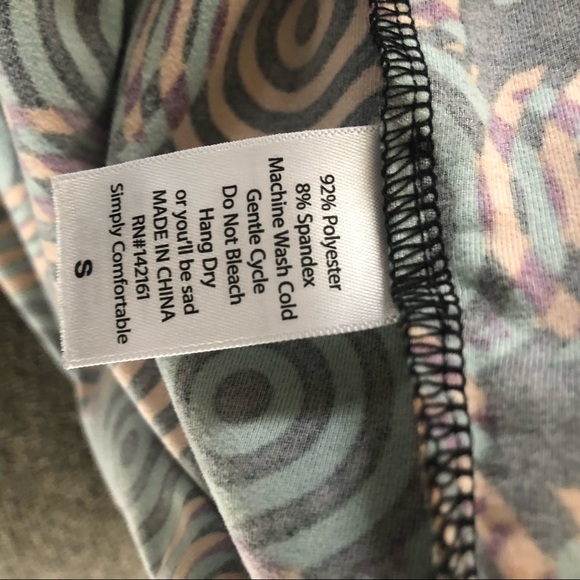 92% Polyester
8% Spandex
Machine Wash Cold
Gentle Cycle
Do Not Bleach
Hang Dry
or you'll be sad
MADE IN CHINA
RN#142161
Simply Comfortable
S